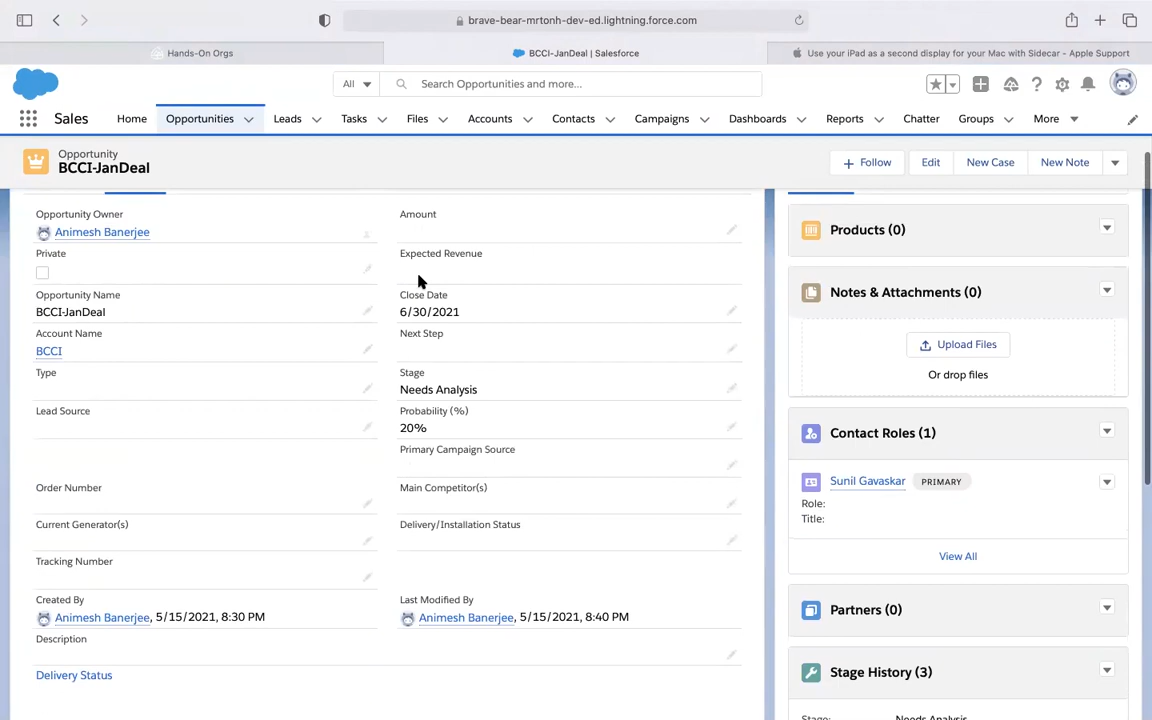 brave-bear-mrtonh-dev-ed.lightning.force.com
Hands-On Orgs
BCCI-JanDeal | Salesforce
Use your iPad as a second display for your Mac with Sidecar - Apple Support
All
Search Opportunities and more...
Sales
Home
Opportunities
Leads
Tasks
Files
Accounts
Contacts
Campaigns
Dashboards
Reports
Chatter
Groups
More
Opportunity
BCCI-JanDeal
Follow
Edit
New Case
New Note
Opportunity Owner
Animesh Banerjee
Amount
Private
Expected Revenue
Opportunity Name
BCCI-JanDeal
Close Date
6/30/2021
Account Name
BCCI
Next Step
Type
Stage
Needs Analysis
Lead Source
Probability (%)
20%
Primary Campaign Source
Order Number
Main Competitor(s)
Current Generator(s)
Delivery/Installation Status
Tracking Number
Created By
Animesh Banerjee, 5/15/2021, 8:30 PM
Last Modified By
Animesh Banerjee, 5/15/2021, 8:40 PM
Description
Delivery Status
Products (0)
Notes & Attachments (0)
Upload Files
Or drop files
Contact Roles (1)
Sunil Gavaskar
PRIMARY
Role:
Title:
View All
Partners (0)
Stage History (3)
Stage:
Needs Analysis